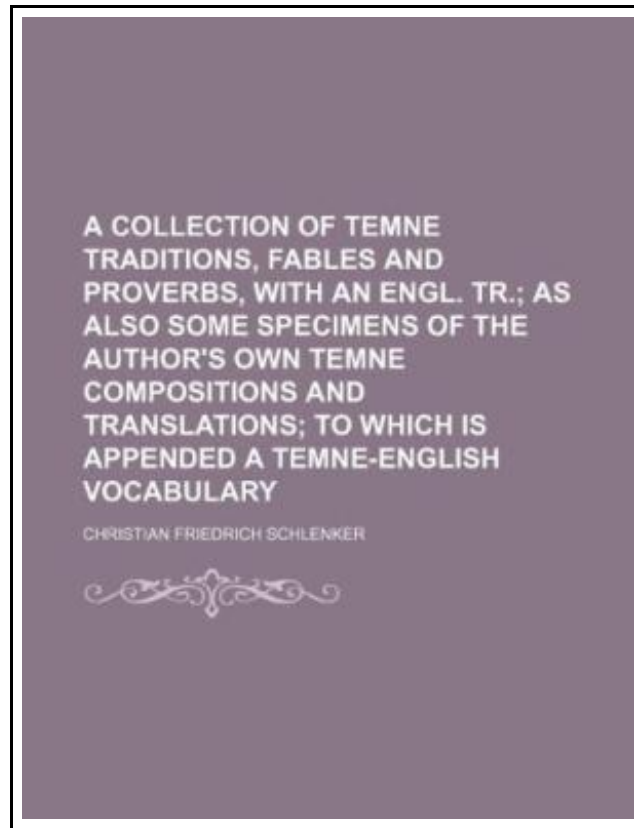 A COLLECTION OF TEMNE
TRADITIONS, FABLES AND
PROVERBS, WITH AN ENGL. TR.; AS
ALSO SOME SPECIMENS OF THE
AUTHOR'S OWN TEMNE
COMPOSITIONS AND
TRANSLATIONS; TO WHICH IS
APPENDED A TEMNE-ENGLISH
VOCABULARY
CHRISTIAN FRIEDRICH SCHLENKER